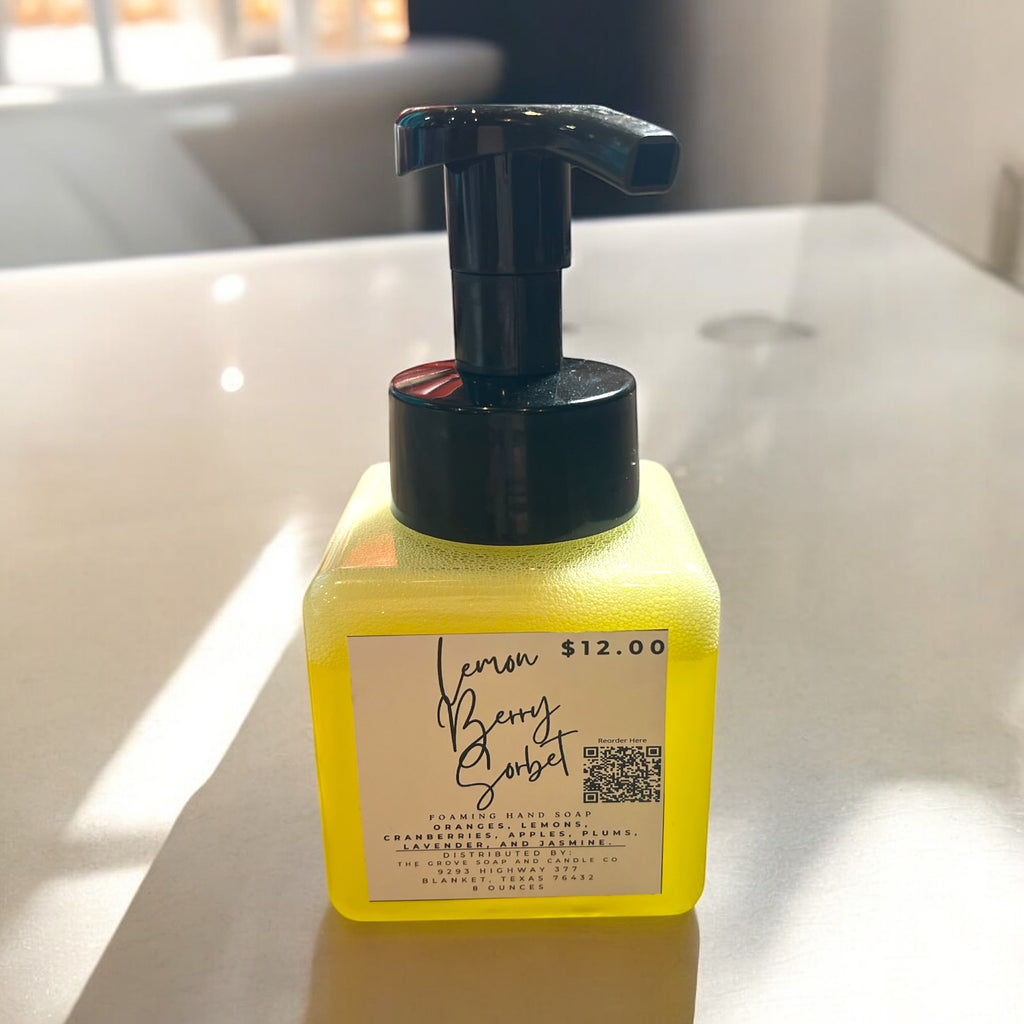 Lemon
$12.00
Berry
Sorbet
Reorder Here
FOAMING HAND SOAP
ORANGES, LEMONS,
CRANBERRIES, APPLES, PLUMS,
LAVENDER, AND JASMINE.
DISTRIBUTED BY:
THE GROVE SOAP AND CANDLE CO
9293 HIGHWAY 377
BLANKET, TEXAS 76432
8 OUNCES